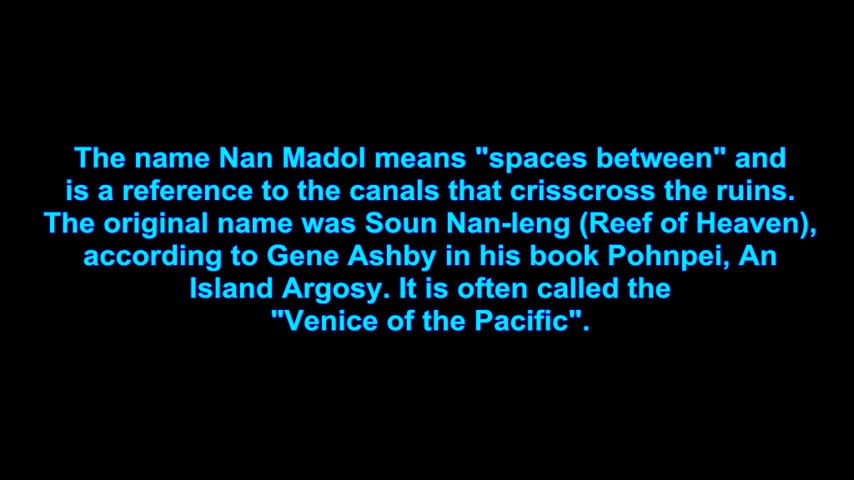 The name Nan Madol means "spaces between" and
is a reference to the canals that crisscross the ruins.
The original name was Soun Nan-leng (Reef of Heaven),
according to Gene Ashby in his book Pohnpei, An
Island Argosy. It is often called the
"Venice of the Pacific".